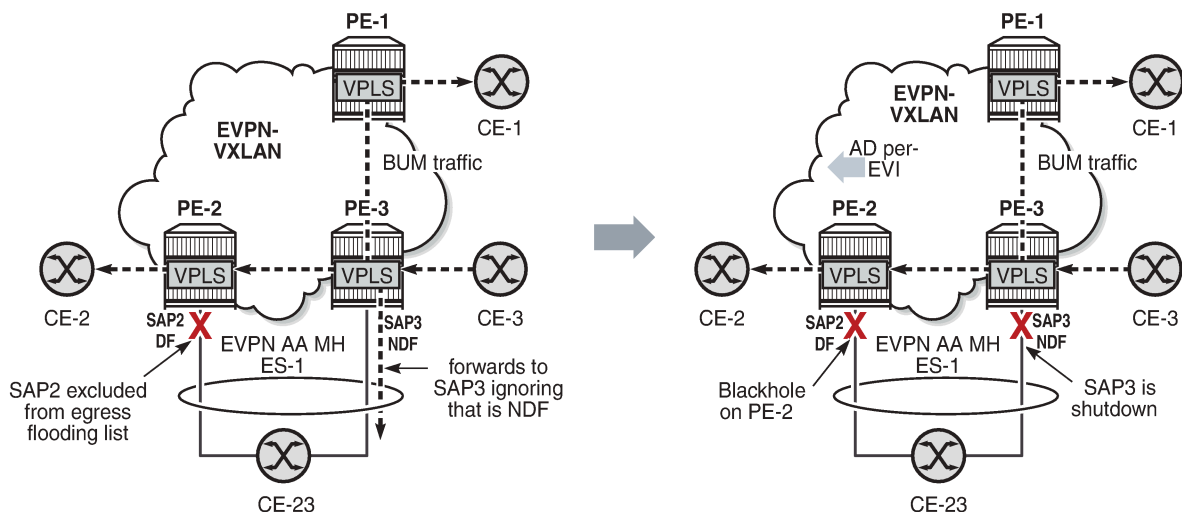 PE-1
VPLS
CE-1
EVPN-
VXLAN
BUM traffic
PE-2
PE-3
VPLS
VPLS
CE-2
CE-3
SAP2
DF
SAP3
NDF
EVPN AA MH
ES-1
SAP2 excluded
from egress
flooding list
forwards to
SAP3 ignoring
that is NDF
CE-23
PE-1
VPLS
CE-1
EVPN-
VXLAN
AD per-
EVI
BUM traffic
PE-2
PE-3
VPLS
VPLS
CE-2
CE-3
SAP2
DF
SAP3
NDF
EVPN AA MH
ES-1
Blackhole
on PE-2
SAP3 is
shutdown
CE-23